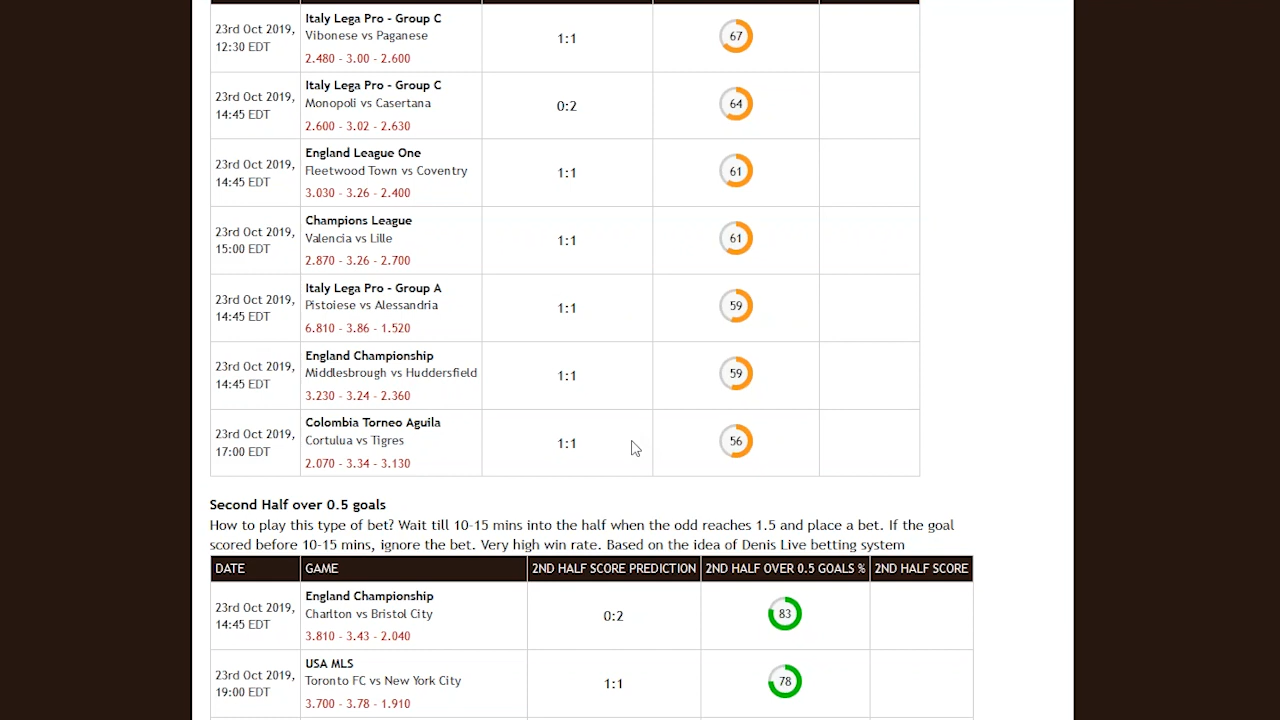 23rd Oct 2019,
12:30 EDT
Italy Lega Pro - Group C
Vibonese vs Paganese
2.480 - 3.00 - 2.600
1:1
67
23rd Oct 2019,
14:45 EDT
Italy Lega Pro - Group C
Monopoli vs Casertana
2.600 - 3.02 - 2.630
0:2
64
23rd Oct 2019,
14:45 EDT
England League One
Fleetwood Town vs Coventry
3.030 - 3.26 - 2.400
1:1
61
23rd Oct 2019,
15:00 EDT
Champions League
Valencia vs Lille
2.870 - 3.26 - 2.700
1:1
61
23rd Oct 2019,
14:45 EDT
Italy Lega Pro - Group A
Pistoiese vs Alessandria
6.810 - 3.86 - 1.520
1:1
59
23rd Oct 2019,
14:45 EDT
England Championship
Middlesbrough vs Huddersfield
3.230 - 3.24 - 2.360
1:1
59
23rd Oct 2019,
17:00 EDT
Colombia Torneo Aguila
Cortulua vs Tigres
2.070 - 3.34 - 3.130
1:1
56
Second Half over 0.5 goals
How to play this type of bet? Wait till 10-15 mins into the half when the odd reaches 1.5 and place a bet. If the goal
scored before 10-15 mins, ignore the bet. Very high win rate. Based on the idea of Denis Live betting system
DATE GAME 2ND HALF SCORE PREDICTION 2ND HALF OVER 0.5 GOALS % 2ND HALF SCORE
23rd Oct 2019,
14:45 EDT
England Championship
Charlton vs Bristol City
3.810 - 3.43 - 2.040
0:2
83
23rd Oct 2019,
19:00 EDT
USA MLS
Toronto FC vs New York City
3.700 - 3.78 - 1.910
1:1
78